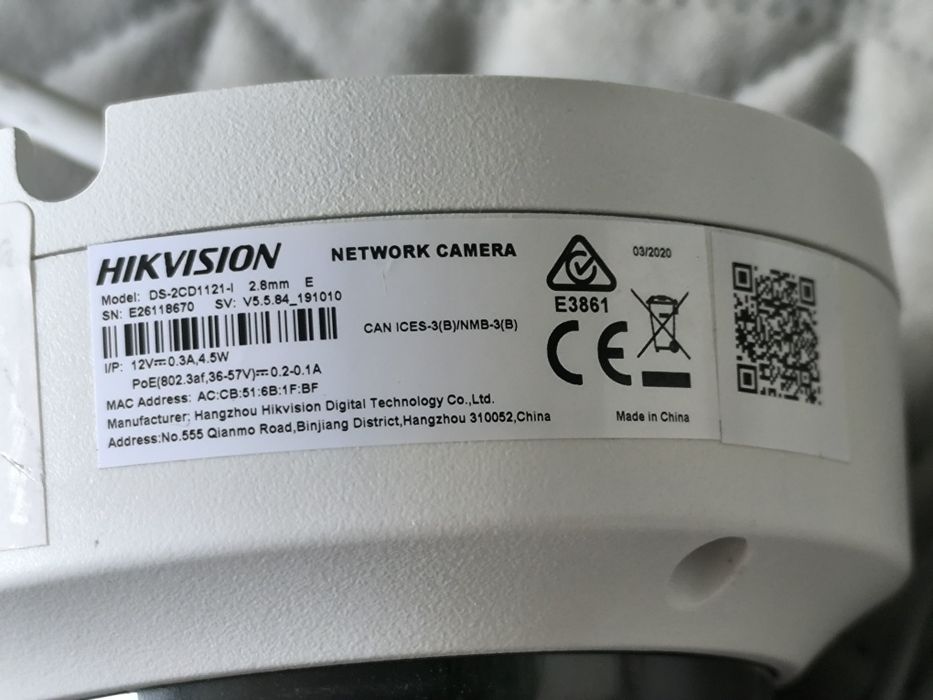 HIKVISION NETWORK CAMERA
Model: DS-2CD1121-I 2.8mm E
SN: E26118670 SV: V5.5.84_191010
CAN ICES-3(B)/NMB-3(B)
I/P: 12V⎓0.3A,4.5W
PoE(802.3af,36-57V)⎓0.2-0.1A
MAC Address: AC:CB:51:6B:1F:BF
Manufacturer: Hangzhou Hikvision Digital Technology Co.,Ltd.
Address:No.555 Qianmo Road,Binjiang District,Hangzhou 310052,China
03/2020
E3861
CE
Made in China